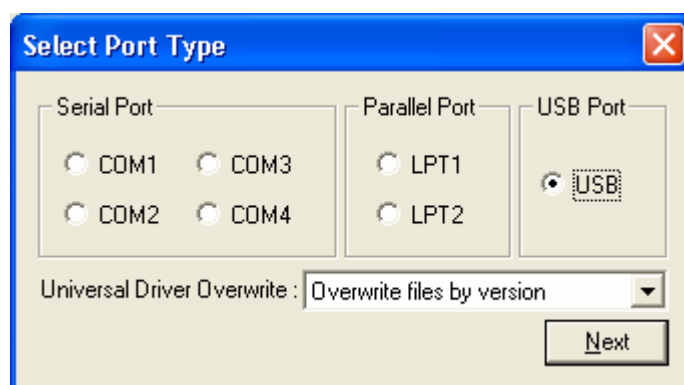 Select Port Type
Serial Port
COM1 COM3
COM2 COM4
Parallel Port
LPT1
LPT2
USB Port
USB
Universal Driver Overwrite : Overwrite files by version
Next